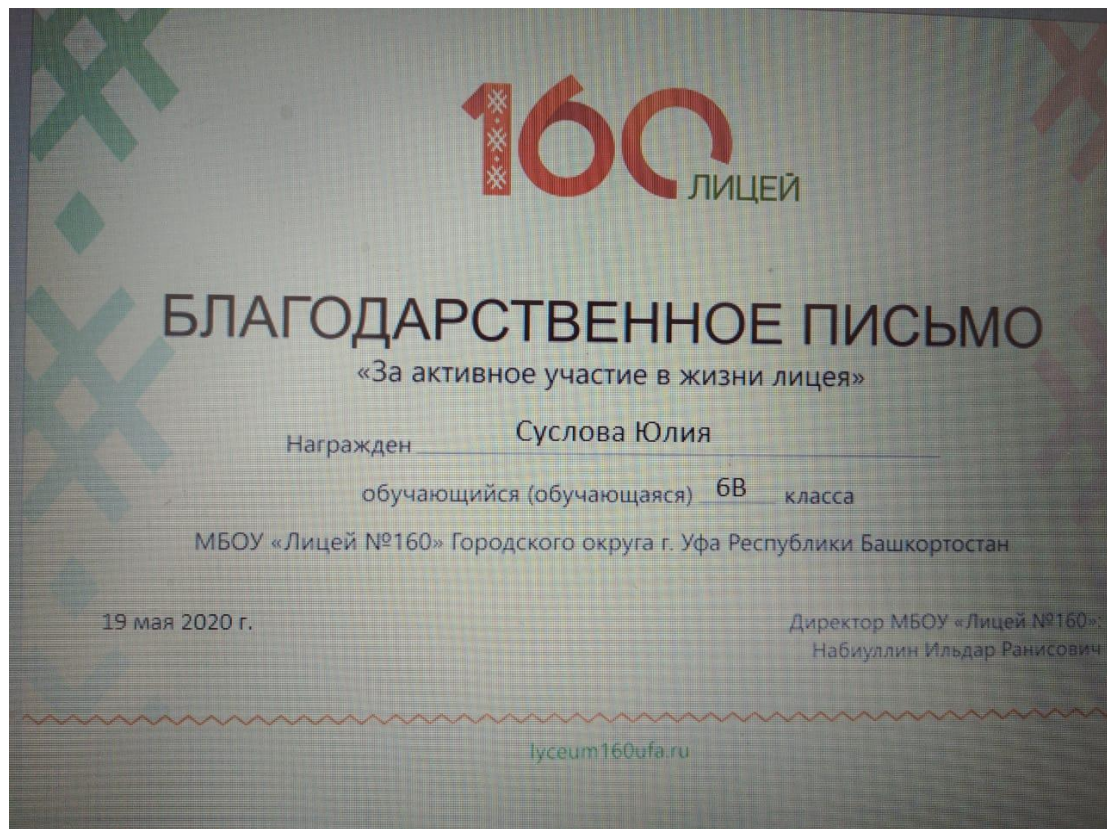 160
ЛИЦЕЙ
БЛАГОДАРСТВЕННОЕ ПИСЬМО
«За активное участие в жизни лицея»
Награжден Суслова Юлия
обучающийся (обучающаяся) 6В класса
МБОУ «Лицей №160» Городского округа г. Уфа Республики Башкортостан
19 мая 2020 г.
Директор МБОУ «Лицей №160»:
Набиуллин Ильдар Ранисович
lyceum160ufa.ru